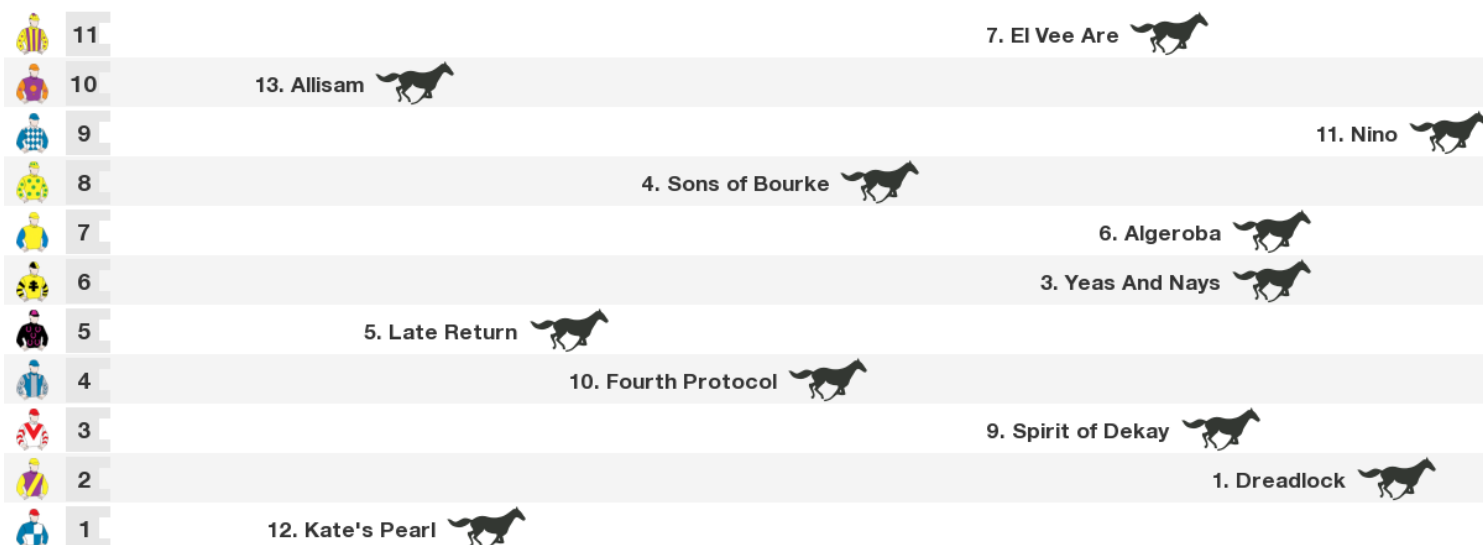 11 7. El Vee Are
10 13. Allisam
9 11. Nino
8 4. Sons of Bourke
7 6. Algeroba
6 3. Yeas And Nays
5 5. Late Return
4 10. Fourth Protocol
3 9. Spirit of Dekay
2 1. Dreadlock
1 12. Kate's Pearl